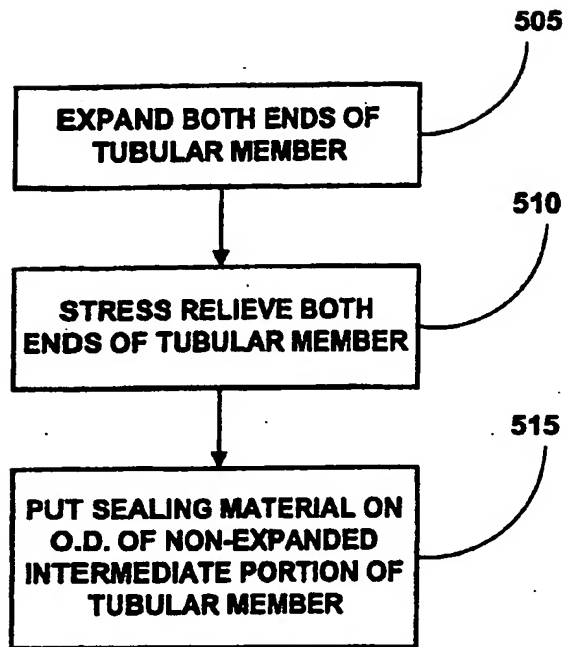 505
EXPAND BOTH ENDS OF
TUBULAR MEMBER
510
STRESS RELIEVE BOTH
ENDS OF TUBULAR MEMBER
515
PUT SEALING MATERIAL ON
O.D. OF NON-EXPANDED
INTERMEDIATE PORTION OF
TUBULAR MEMBER